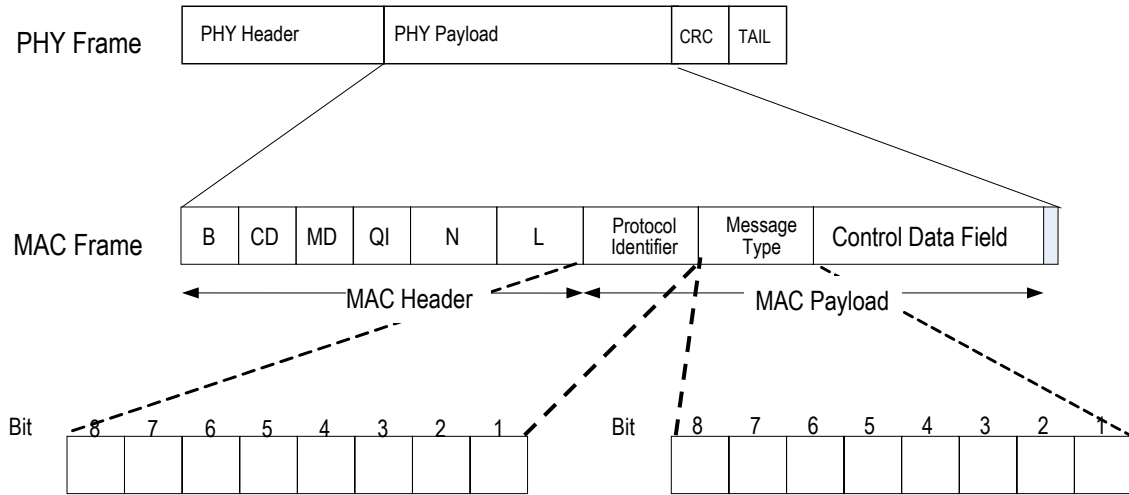 PHY Frame
PHY Header
PHY Payload
CRC
TAIL
MAC Frame
B
CD
MD
QI
N
L
Protocol
Identifier
Message
Type
Control Data Field
MAC Header
MAC Payload
Bit 8 7 6 5 4 3 2 1
Bit 8 7 6 5 4 3 2 1